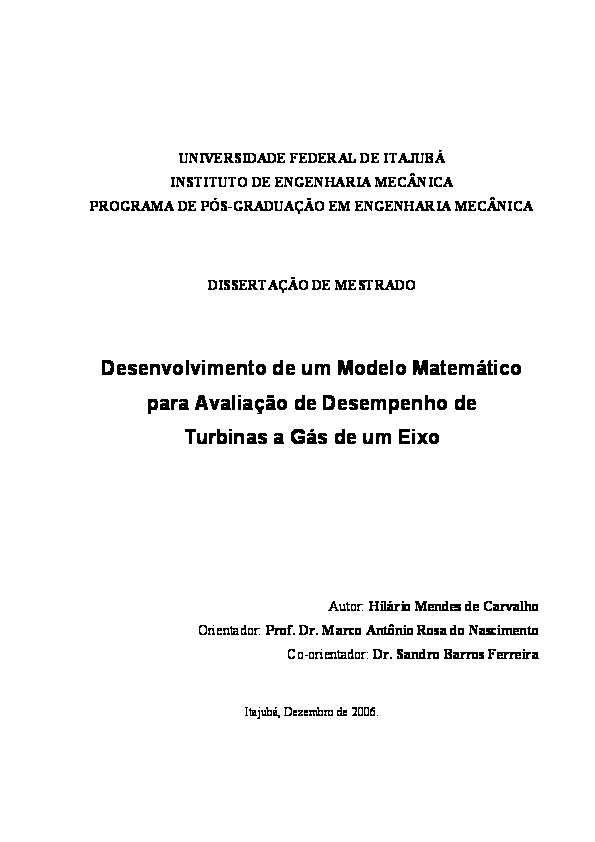 UNIVERSIDADE FEDERAL DE ITAJUBÁ
INSTITUTO DE ENGENHARIA MECÂNICA
PROGRAMA DE PÓS-GRADUAÇÃO EM ENGENHARIA MECÂNICA
DISSERTAÇÃO DE MESTRADO
Desenvolvimento de um Modelo Matemático
para Avaliação de Desempenho de
Turbinas a Gás de um Eixo
Autor: Hilário Mendes de Carvalho
Orientador: Prof. Dr. Marco Antônio Rosa do Nascimento
Co-orientador: Dr. Sandro Barros Ferreira
Itajubá, Dezembro de 2006.